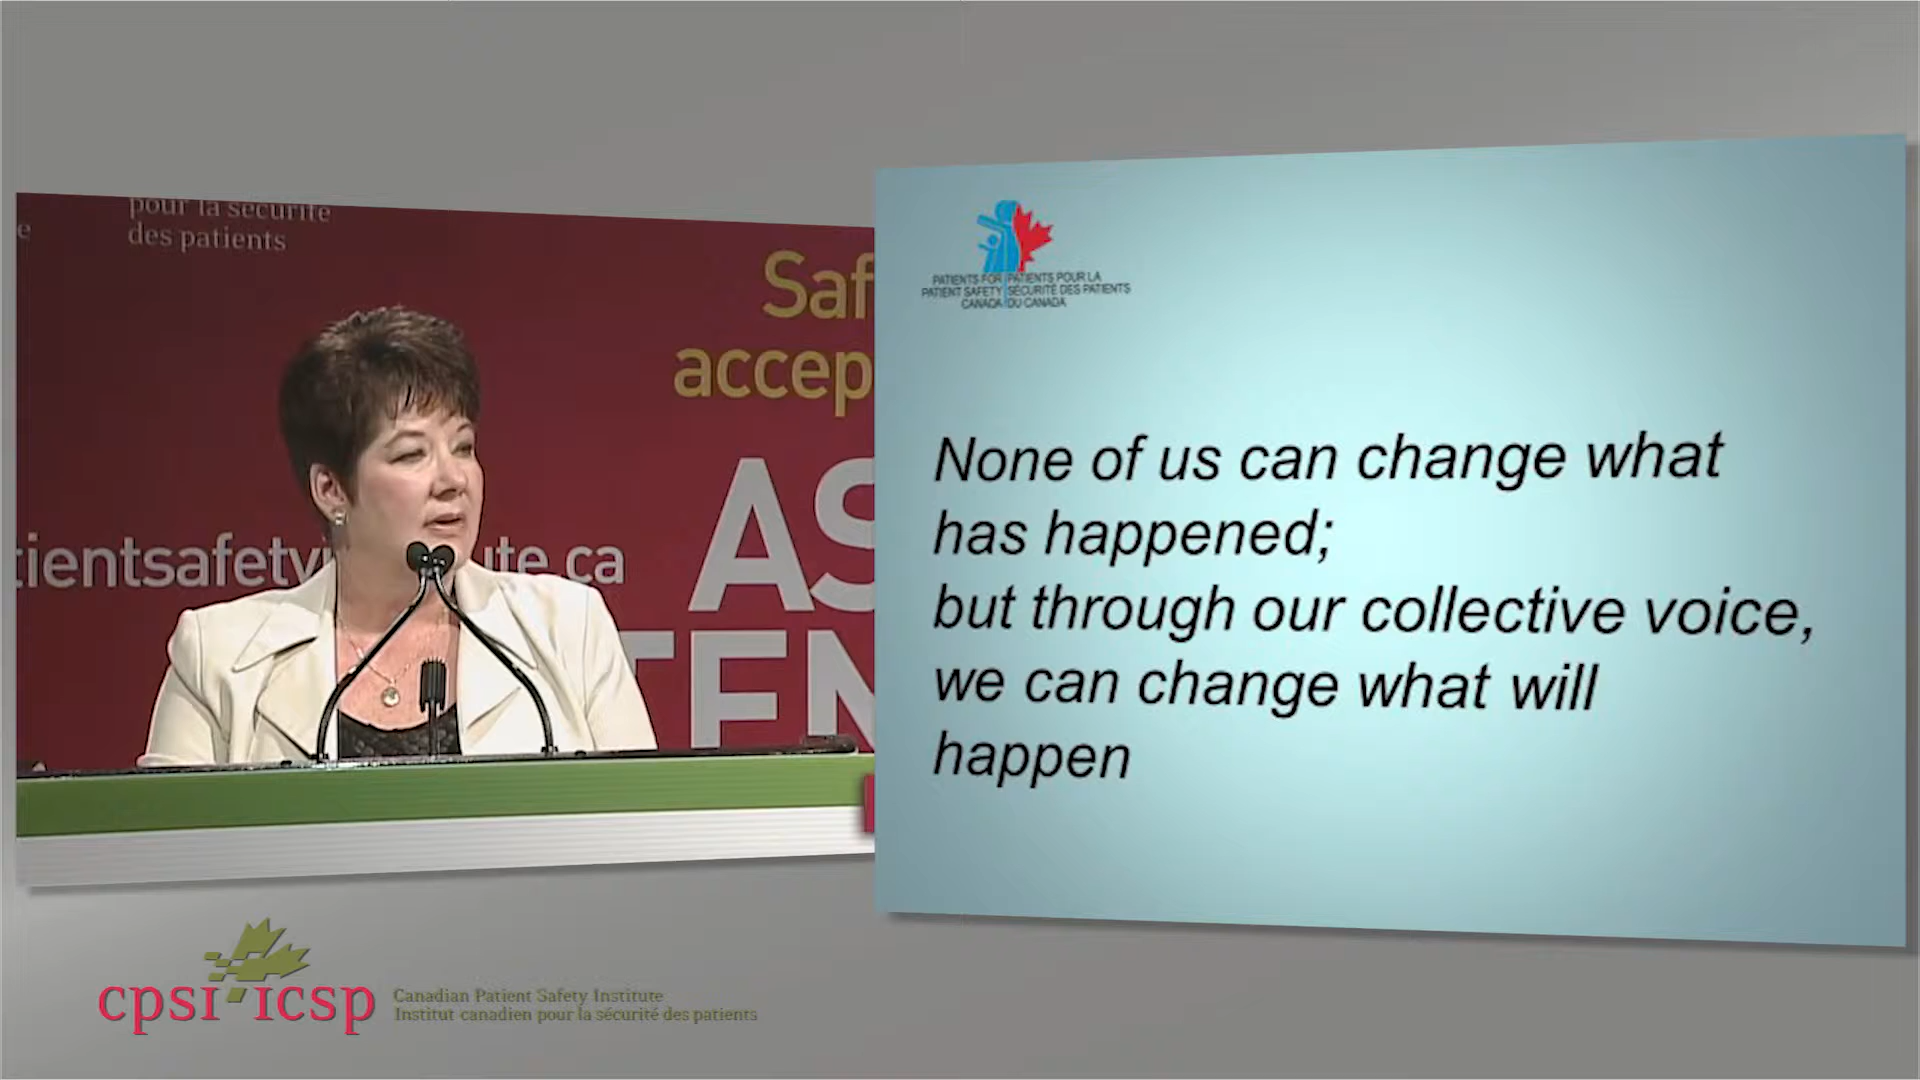 pour la sécurité
des patients
e
Saf
accep
AS
tientsafety ute.ca
TEN
PATIENTS FOR PATIENTS POUR LA
PATIENT SAFETY SÉCURITÉ DES PATIENTS
CANADA DU CANADA
None of us can change what
has happened;
but through our collective voice,
we can change what will
happen
cpsi icsp
Canadian Patient Safety Institute
Institut canadien pour la sécurité des patients